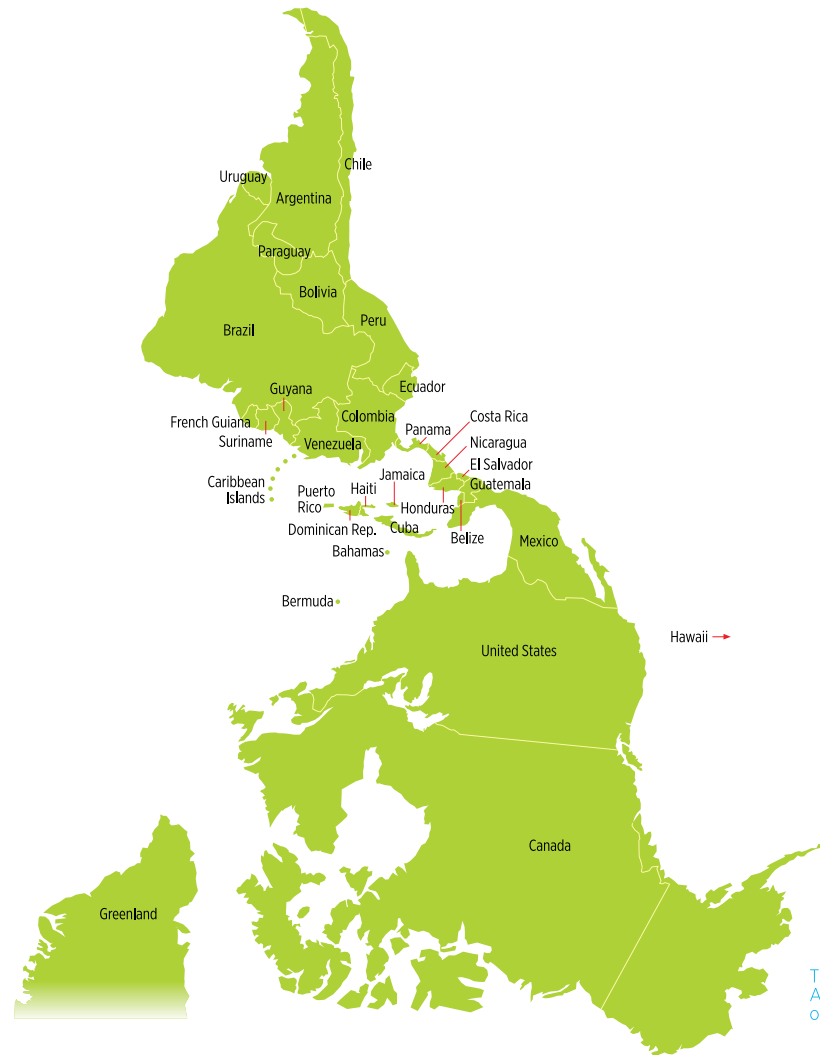 Chile
Uruguay
Argentina
Paraguay
Bolivia
Peru
Brazil
Ecuador
Guyana
Colombia
Costa Rica
French Guiana
Panama
Suriname
Venezuela
Nicaragua
El Salvador
Jamaica
Guatemala
Caribbean
Islands
Puerto
Rico
Haiti
Honduras
Dominican Rep.
Cuba
Belize
Mexico
Bahamas
Bermuda
Hawaii
United States
Canada
Greenland
T
A
o